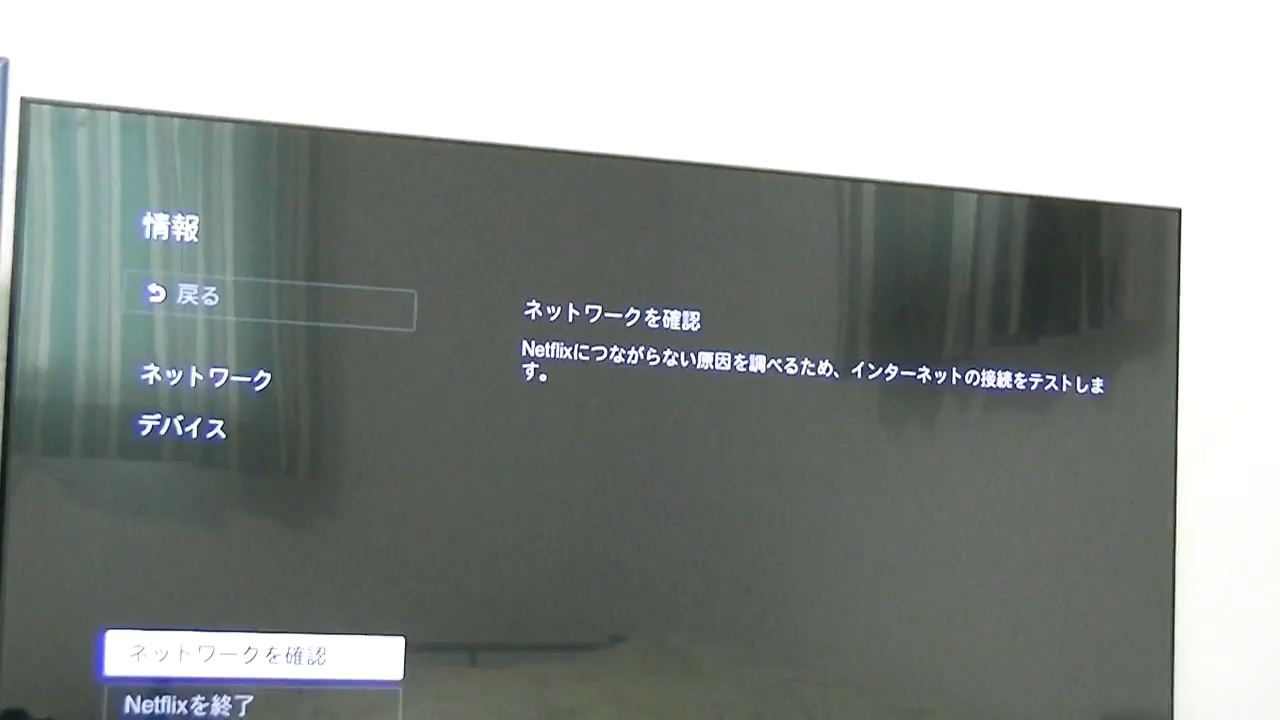 情報
戻る
ネットワーク
デバイス
ネットワークを確認
Netflixにつながらない原因を調べるため、インターネットの接続をテストしま
す。
ネットワークを確認
Netflixを終了